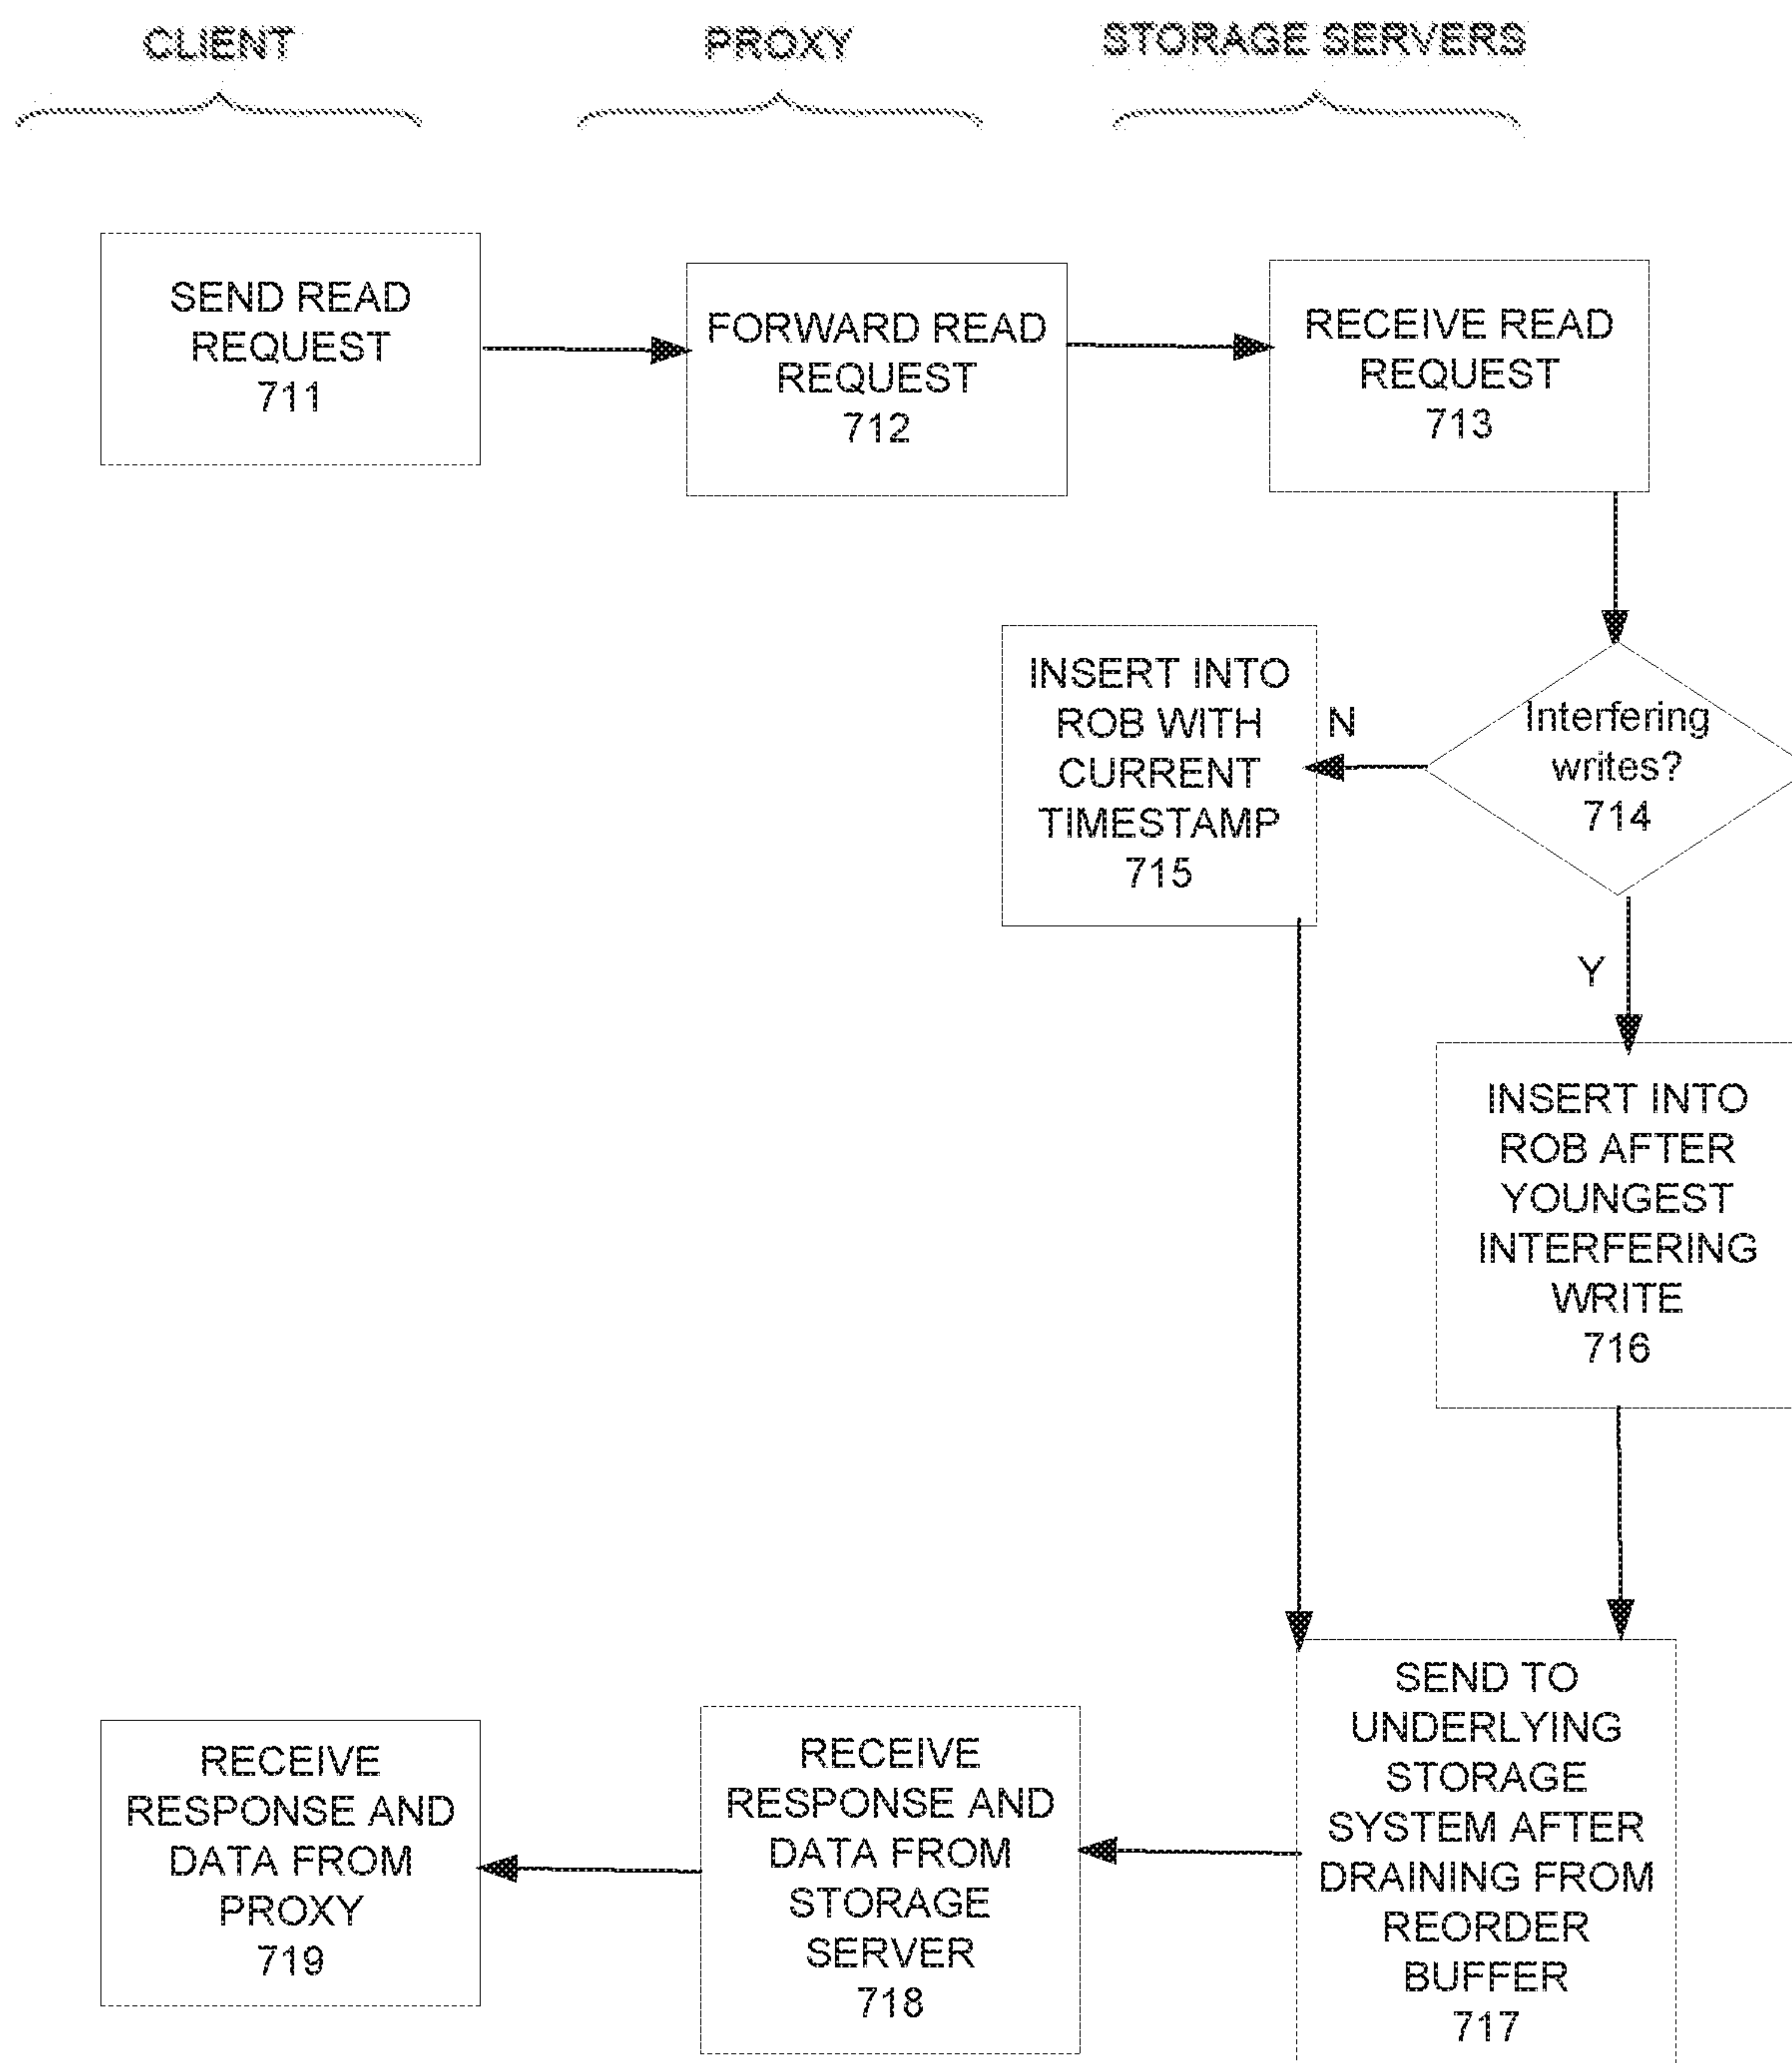 CLIENT
PROXY
STORAGE SERVERS
SEND READ
REQUEST
711
FORWARD READ
REQUEST
712
RECEIVE READ
REQUEST
713
INSERT INTO
ROB WITH
CURRENT
TIMESTAMP
715
N
Interfering
writes?
714
Y
INSERT INTO
ROB AFTER
YOUNGEST
INTERFERING
WRITE
716
RECEIVE
RESPONSE AND
DATA FROM
PROXY
719
RECEIVE
RESPONSE AND
DATA FROM
STORAGE
SERVER
718
SEND TO
UNDERLYING
STORAGE
SYSTEM AFTER
DRAINING FROM
REORDER
BUFFER
717